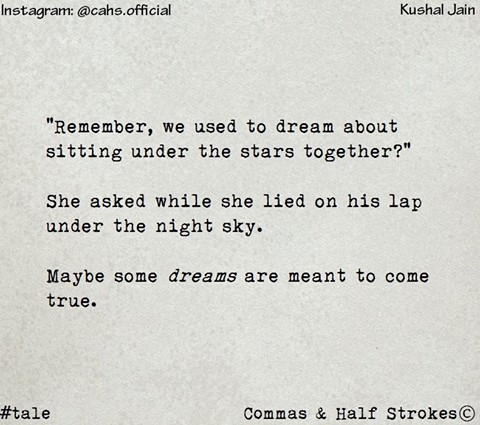 Instagram: @cahs.official
Kushal Jain
"Remember, we used to dream about
sitting under the stars together?"
She asked while she lied on his lap
under the night sky.
Maybe some dreams are meant to come
true.
#tale
Commas & Half Strokes©